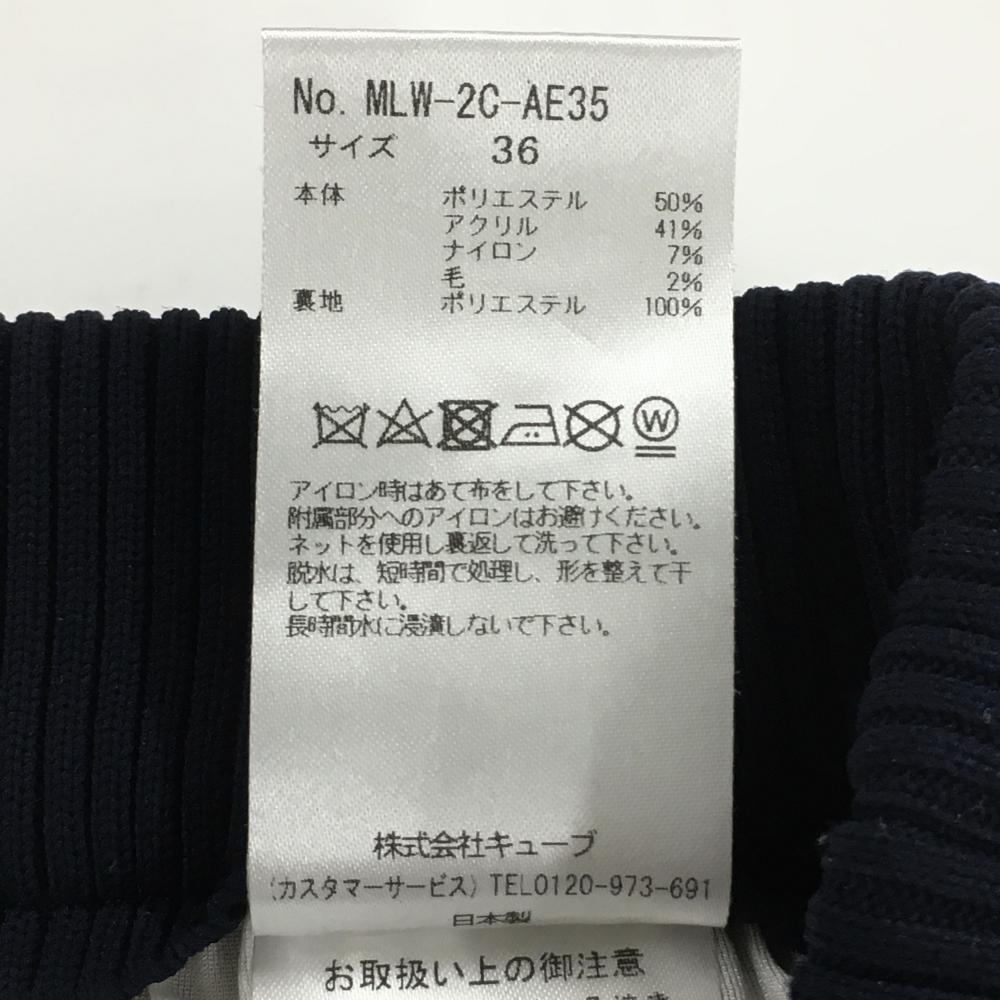 No. MLW-2C-AE35
サイズ 36
本体 ポリエステル 50%
アクリル 41%
ナイロン 7%
毛 2%
裏地 ポリエステル 100%
W
アイロン時はあて布をして下さい。
附属部分へのアイロンはお避けください。
ネットを使用し裏返して洗って下さい。
脱水は、短時間で処理し、形を整えて干
して下さい。
長時間水に浸漬しないで下さい。
株式会社キューブ
(カスタマーサービス) TEL0120-973-691
日本製
お取扱い上の御注意